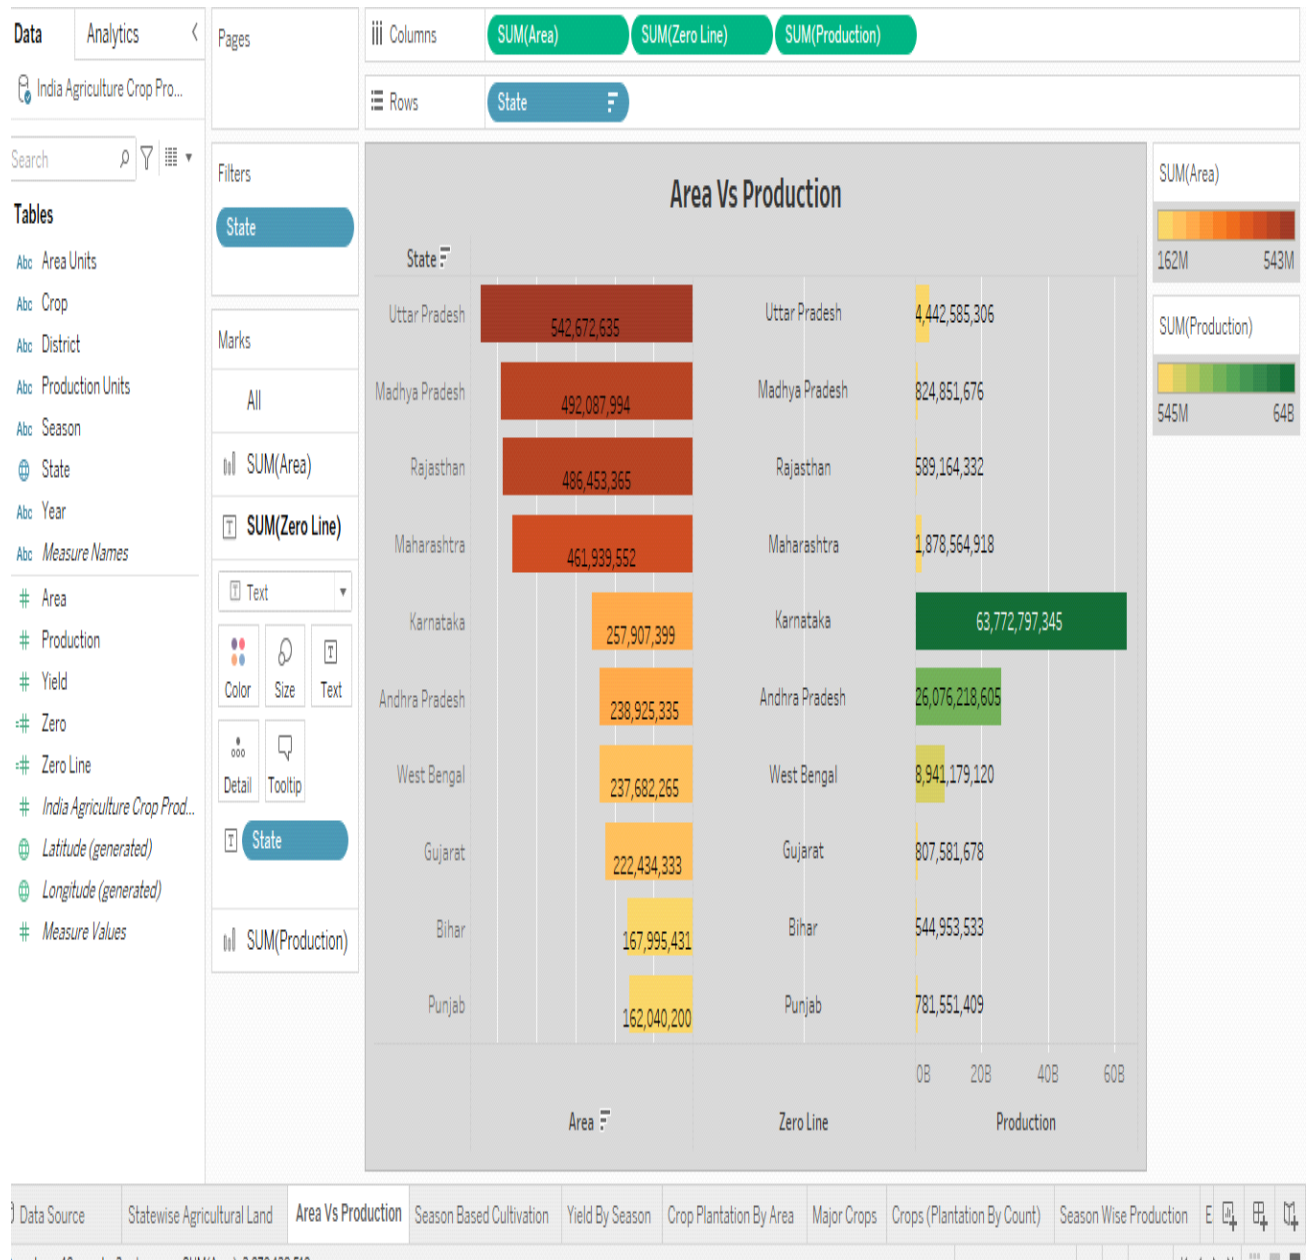 Data
Analytics
India Agriculture Crop Pro...
Search
Tables
Abc Area Units
Abc Crop
Abc District
Abc Production Units
Abc Season
State
Abc Year
Abc Measure Names
# Area
# Production
# Yield
=# Zero
=# Zero Line
# India Agriculture Crop Prod...
Latitude (generated)
Longitude (generated)
# Measure Values
Pages
Filters
State
Marks
All
SUM(Area)
T SUM(Zero Line)
T Text
Color Size Text
Detail Tooltip
T State
SUM(Production)
Columns SUM(Area) SUM(Zero Line) SUM(Production)
Rows State
Area Vs Production
State
Uttar Pradesh 542,672,635 Uttar Pradesh 4,442,585,306
Madhya Pradesh 492,087,994 Madhya Pradesh 824,851,676
Rajasthan 486,453,365 Rajasthan 589,164,332
Maharashtra 461,939,552 Maharashtra 1,878,564,918
Karnataka 257,907,399 Karnataka 63,772,797,345
Andhra Pradesh 238,925,335 Andhra Pradesh 26,076,218,605
West Bengal 237,682,265 West Bengal 8,941,179,120
Gujarat 222,434,333 Gujarat 807,581,678
Bihar 167,995,431 Bihar 544,953,533
Punjab 162,040,200 Punjab 781,551,409
0B 20B 40B 60B
Area Zero Line Production
SUM(Area)
162M 543M
SUM(Production)
545M 64B
Data Source Statewise Agricultural Land Area Vs Production Season Based Cultivation Yield By Season Crop Plantation By Area Major Crops Crops (Plantation By Count) Season Wise Production E